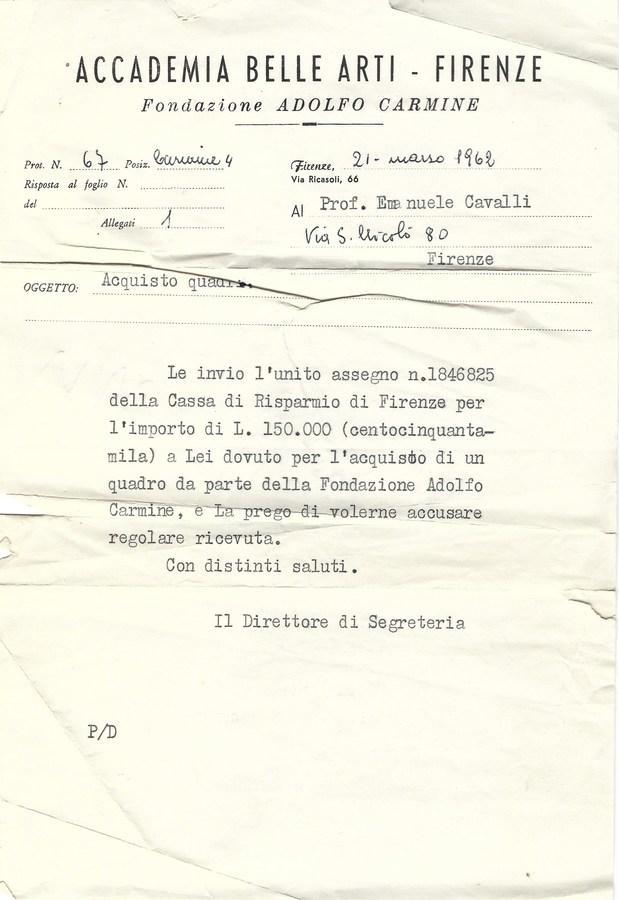 ACCADEMIA BELLE ARTI - FIRENZE
Fondazione ADOLFO CARMINE
Prot. N. 67 Posiz. Carmine 4
Risposta al foglio N.
del
Allegati 1
Firenze, 21 - marzo 1962
Via Ricasoli, 66
Al Prof. Emanuele Cavalli
Via S. Nicolò 80
Firenze
OGGETTO: Acquisto quadri.
Le invio l'unito assegno n.1846825
della Cassa di Risparmio di Firenze per
l'importo di L. 150.000 (centocinquanta-
mila) a Lei dovuto per l'acquisto di un
quadro da parte della Fondazione Adolfo
Carmine, e La prego di volerne accusare
regolare ricevuta.
Con distinti saluti.
Il Direttore di Segreteria
P/D